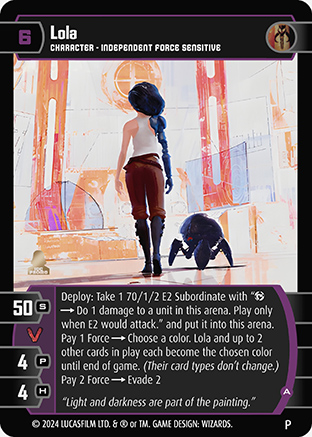 6
Lola
CHARACTER - INDEPENDENT FORCE SENSITIVE
50 S
Deploy: Take 1 70/1/2 E2 Subordinate with “
Do 1 damage to a unit in this arena. Play only
when E2 would attack.” and put it into this arena.
Pay 1 Force → Choose a color. Lola and up to 2
4 P
other cards in play each become the chosen color
until end of game. (Their card types don't change.)
4 H
Pay 2 Force → Evade 2
A
“Light and darkness are part of the painting.”
© 2024 LUCASFILM LTD. & ® OR TM. GAME DESIGN: WIZARDS.
P